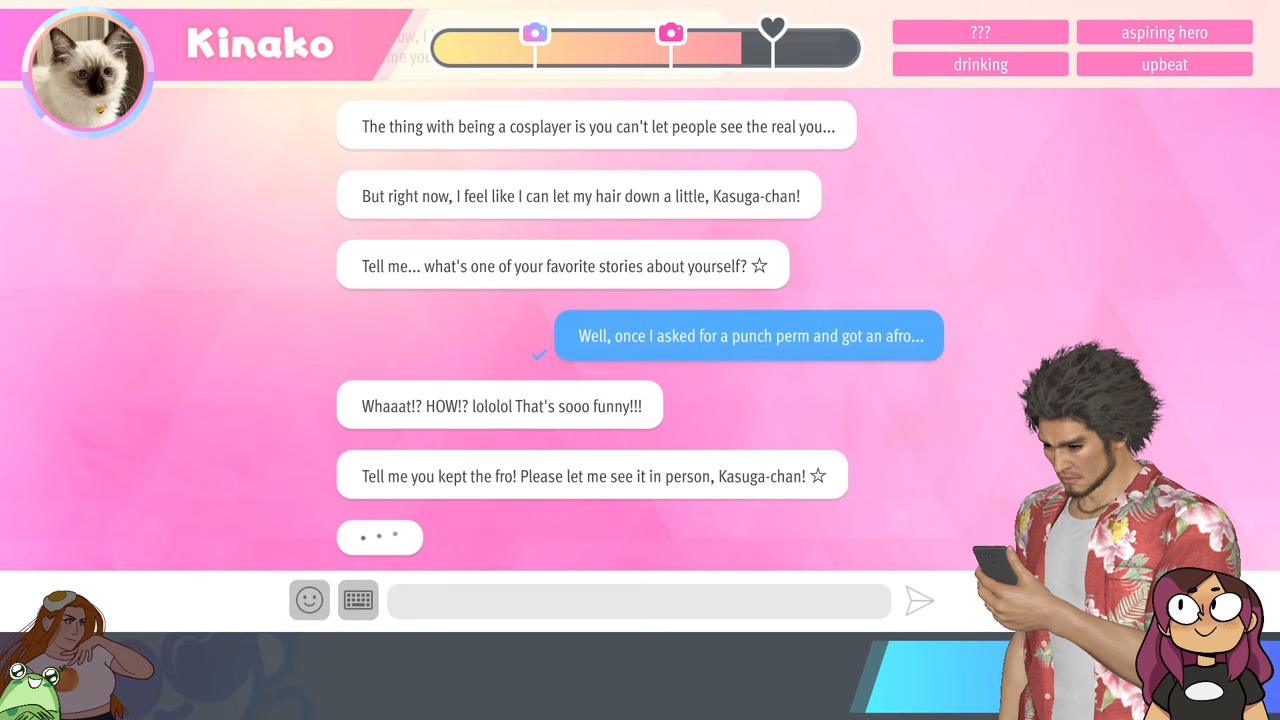 Kinako
???
aspiring hero
drinking
upbeat
The thing with being a cosplayer is you can't let people see the real you...
But right now, I feel like I can let my hair down a little, Kasuga-chan!
Tell me... what's one of your favorite stories about yourself? ☆
Well, once I asked for a punch perm and got an afro...
Whaaat!? HOW!? lololol That's sooo funny!!!
Tell me you kept the fro! Please let me see it in person, Kasuga-chan! ☆